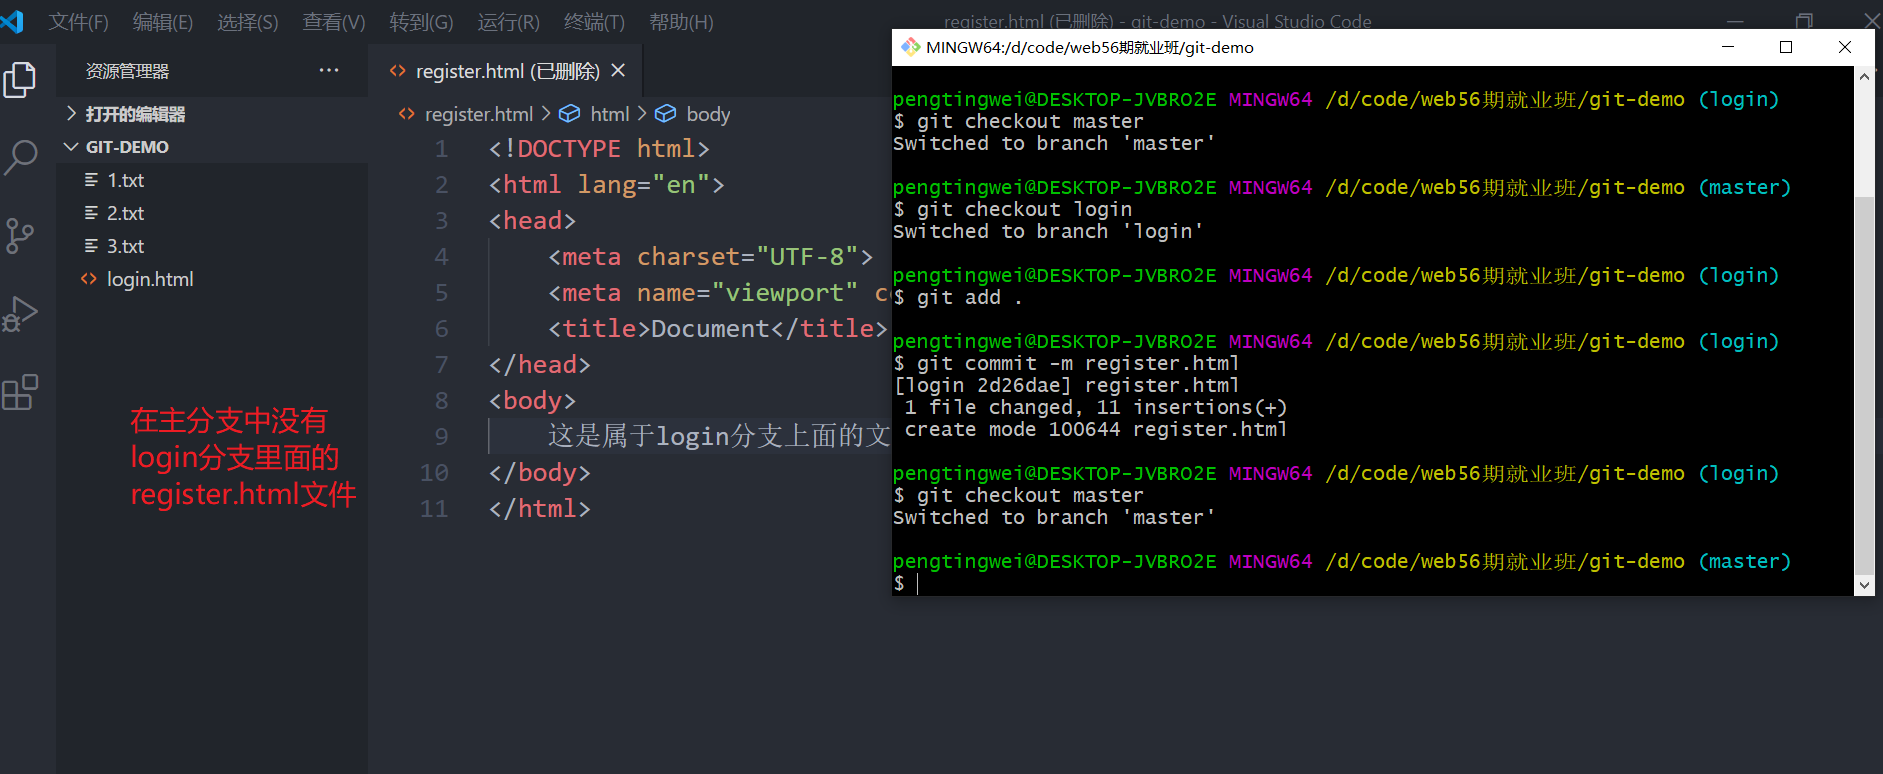 文件(F) 编辑(E) 选择(S) 查看(V) 转到(G) 运行(R) 终端(T) 帮助(H)
register.html (已删除) - git-demo - Visual Studio Code
资源管理器
打开的编辑器
GIT-DEMO
1.txt
2.txt
3.txt
login.html
在主分支中没有
login分支里面的
register.html文件
register.html (已删除)
register.html > html > body
1 <!DOCTYPE html>
2 <html lang="en">
3 <head>
4 <meta charset="UTF-8">
5 <meta name="viewport" c
6 <title>Document</title>
7 </head>
8 <body>
9 这是属于login分支上面的文
10 </body>
11 </html>
MINGW64:/d/code/web56期就业班/git-demo
pengtingwei@DESKTOP-JVBRO2E MINGW64 /d/code/web56期就业班/git-demo (login)
$ git checkout master
Switched to branch 'master'
pengtingwei@DESKTOP-JVBRO2E MINGW64 /d/code/web56期就业班/git-demo (master)
$ git checkout login
Switched to branch 'login'
pengtingwei@DESKTOP-JVBRO2E MINGW64 /d/code/web56期就业班/git-demo (login)
$ git add .
pengtingwei@DESKTOP-JVBRO2E MINGW64 /d/code/web56期就业班/git-demo (login)
$ git commit -m register.html
[login 2d26dae] register.html
1 file changed, 11 insertions(+)
create mode 100644 register.html
pengtingwei@DESKTOP-JVBRO2E MINGW64 /d/code/web56期就业班/git-demo (login)
$ git checkout master
Switched to branch 'master'
pengtingwei@DESKTOP-JVBRO2E MINGW64 /d/code/web56期就业班/git-demo (master)
$